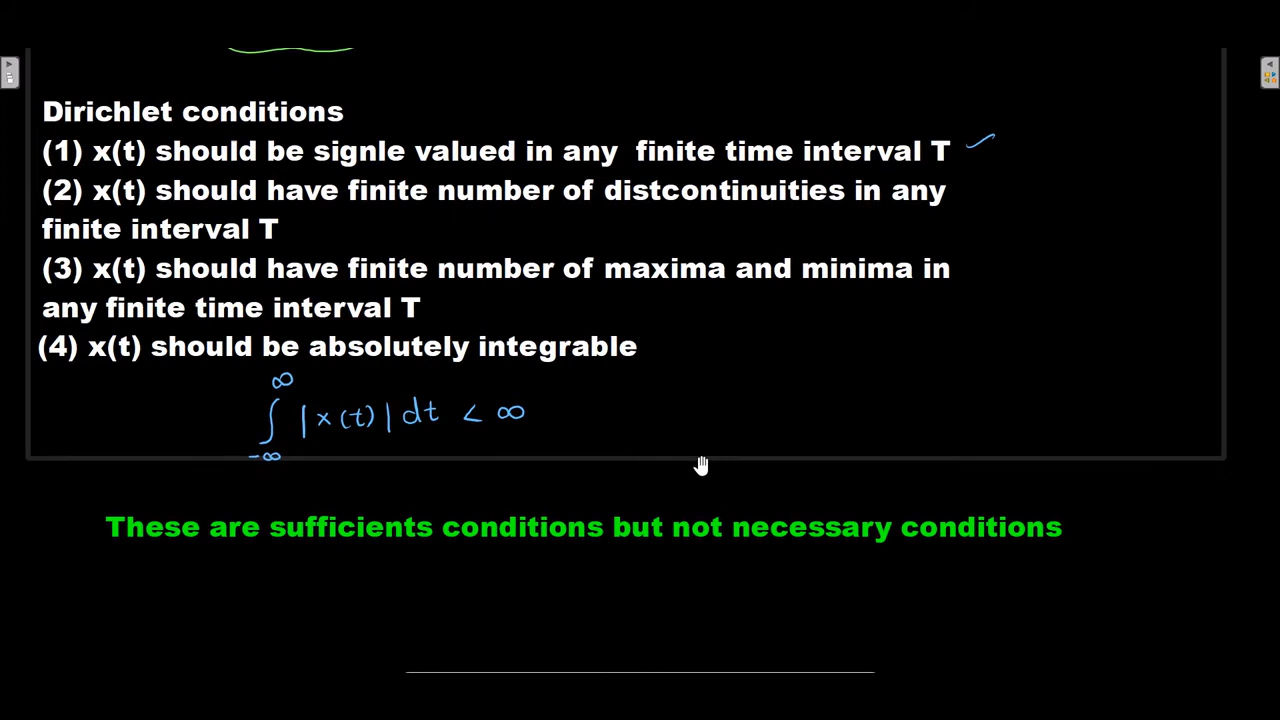 Dirichlet conditions
(1) x(t) should be signle valued in any finite time interval T
(2) x(t) should have finite number of distcontinuities in any
finite interval T
(3) x(t) should have finite number of maxima and minima in
any finite time interval T
(4) x(t) should be absolutely integrable
∞
∫ |x(t)| dt < ∞
-∞
These are sufficients conditions but not necessary conditions